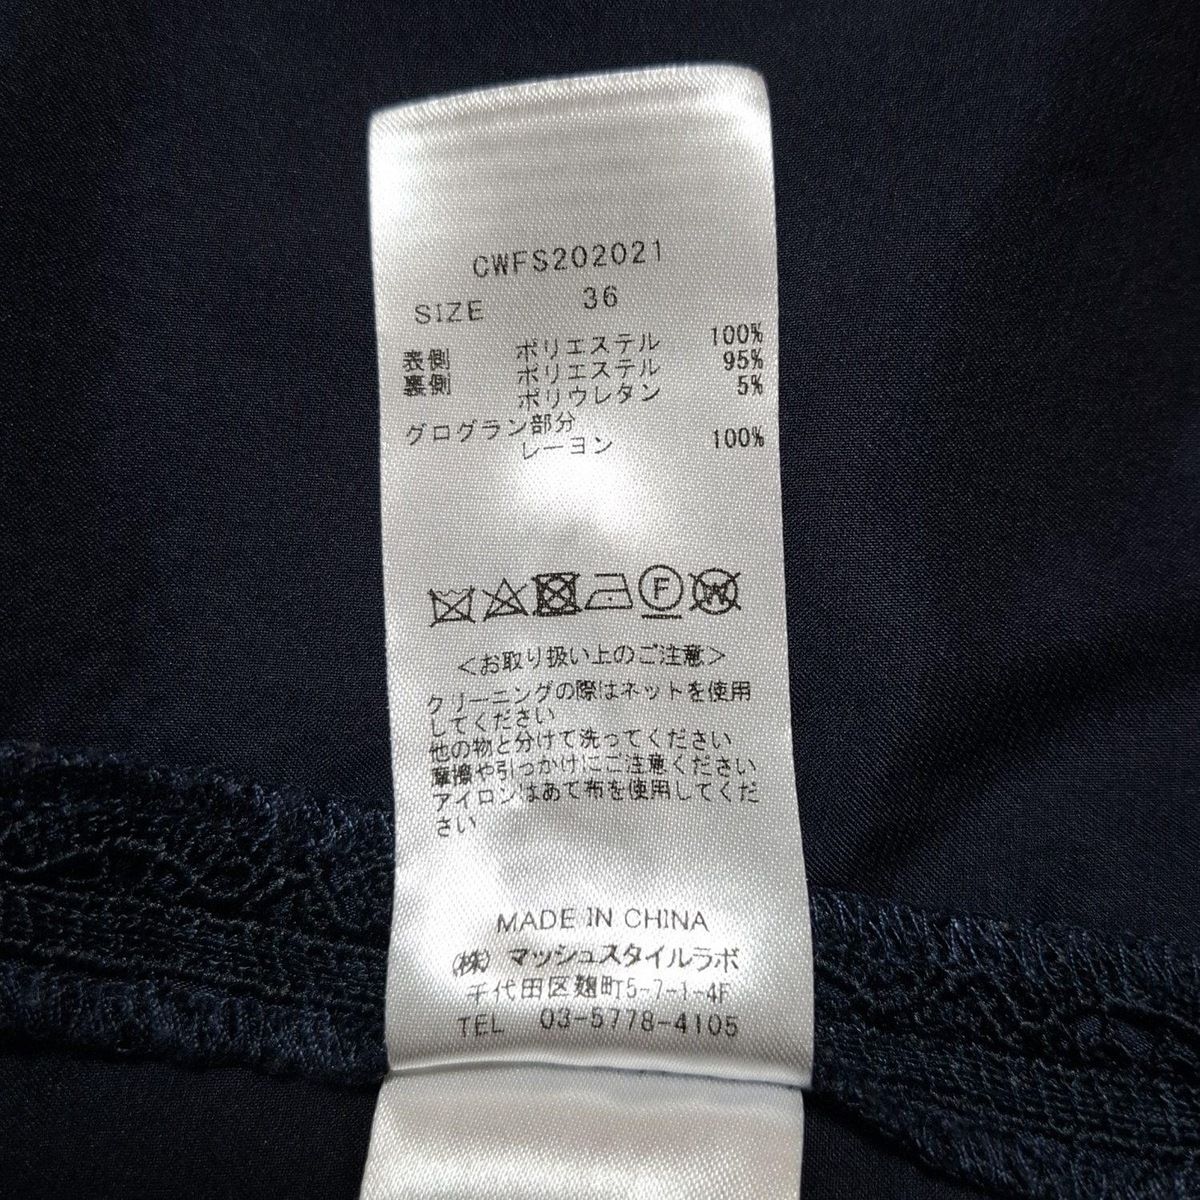 CWFS202021
SIZE 36
表側 ポリエステル 100%
裏側 ポリエステル 95%
ポリウレタン 5%
グログラン部分
レーヨン 100%
F
W
＜お取り扱い上のご注意＞
クリーニングの際はネットを使用
してください
他の物と分けて洗ってください
摩擦や引っかけにご注意ください
アイロンはあて布を使用してくだ
さい
MADE IN CHINA
(株) マッシュスタイルラボ
千代田区麹町5-7-1-4F
TEL 03-5778-4105